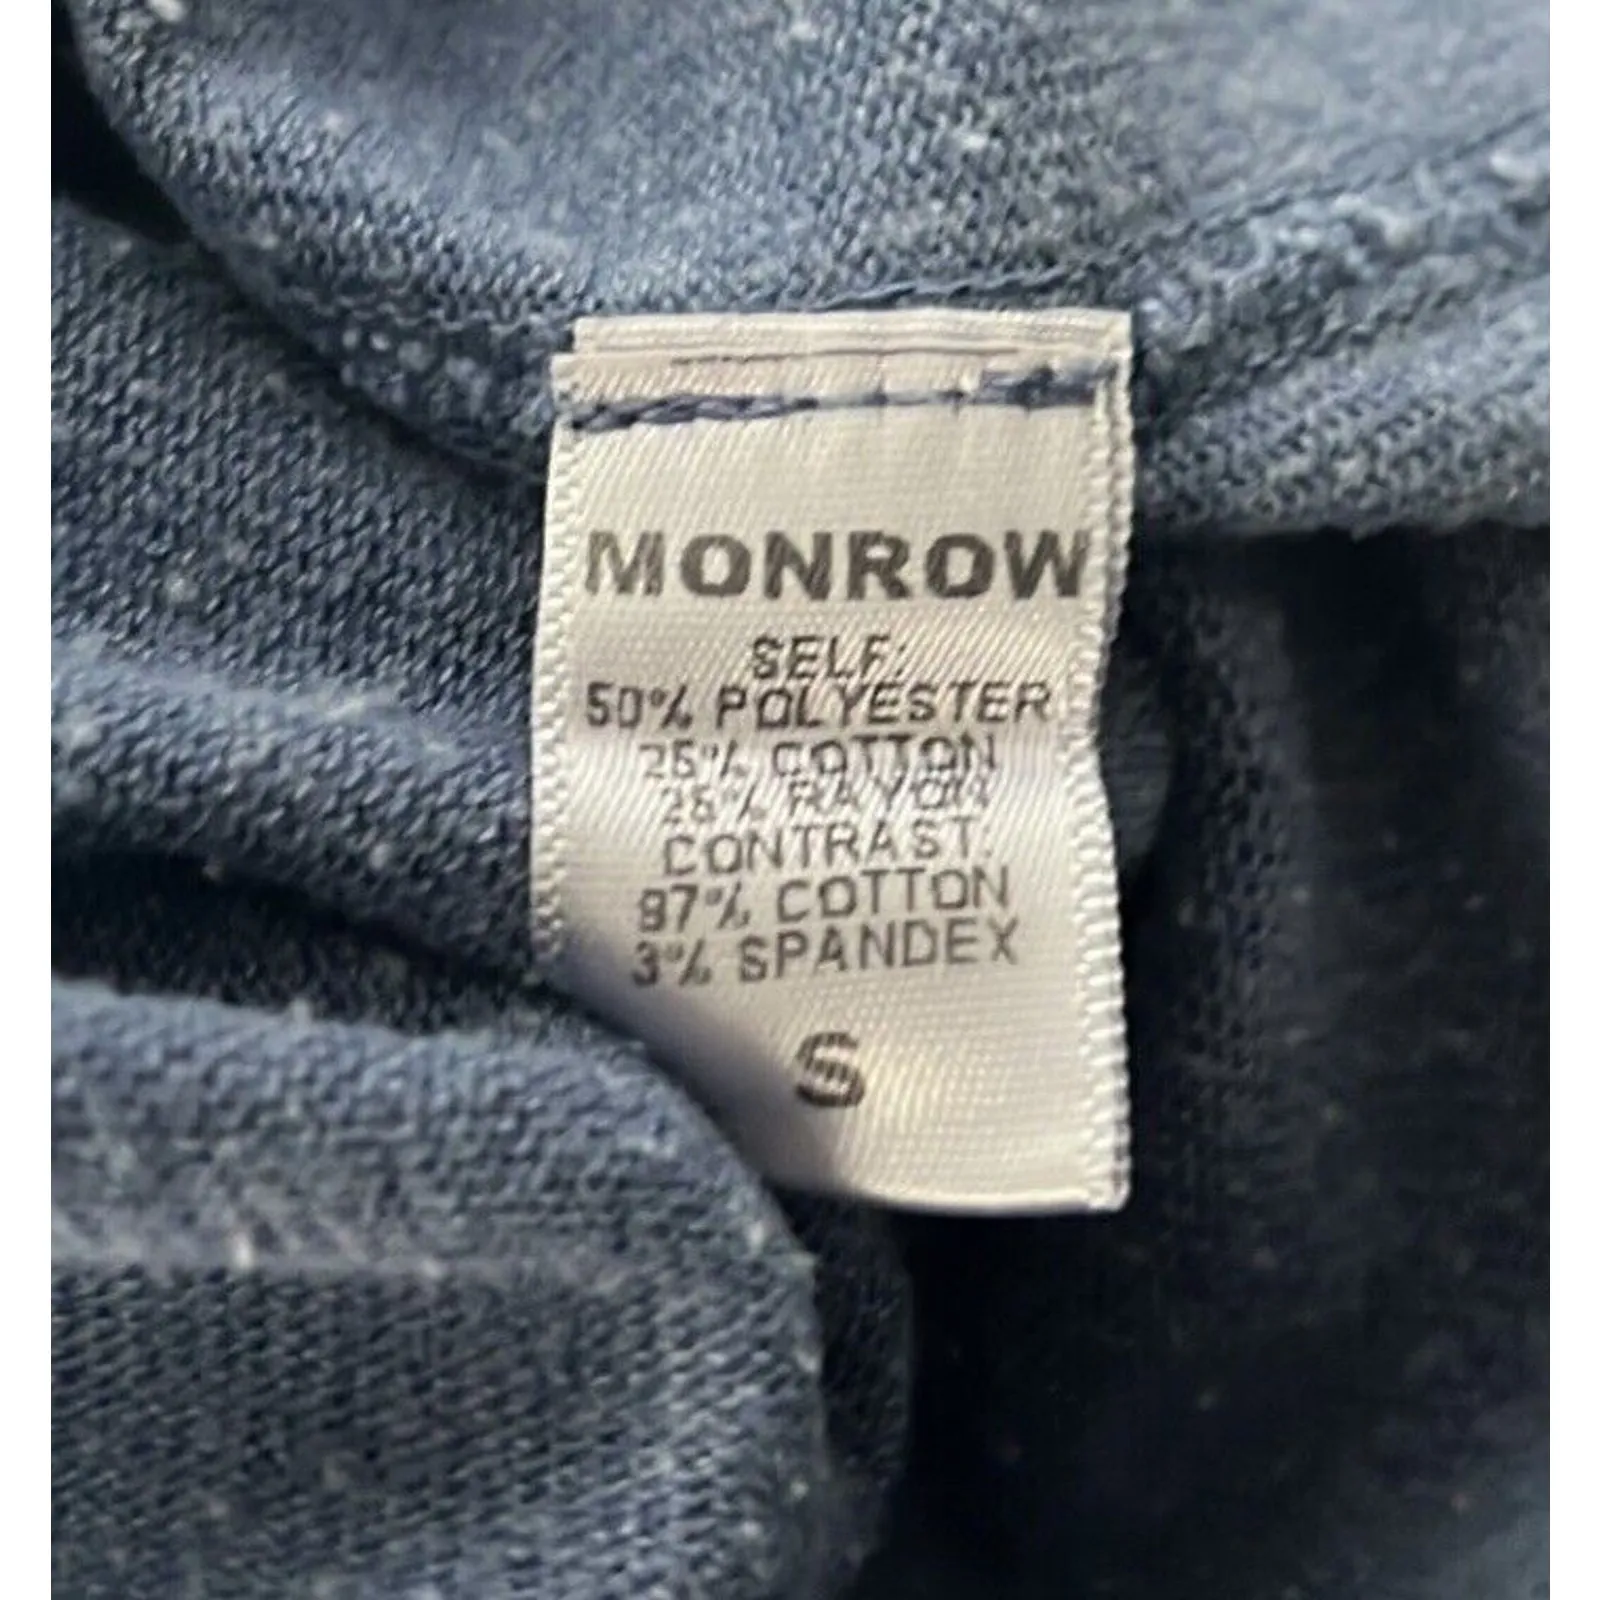 MONROW
SELF:
50% POLYESTER
25% COTTON
25% RAYON
CONTRAST:
97% COTTON
3% SPANDEX
S